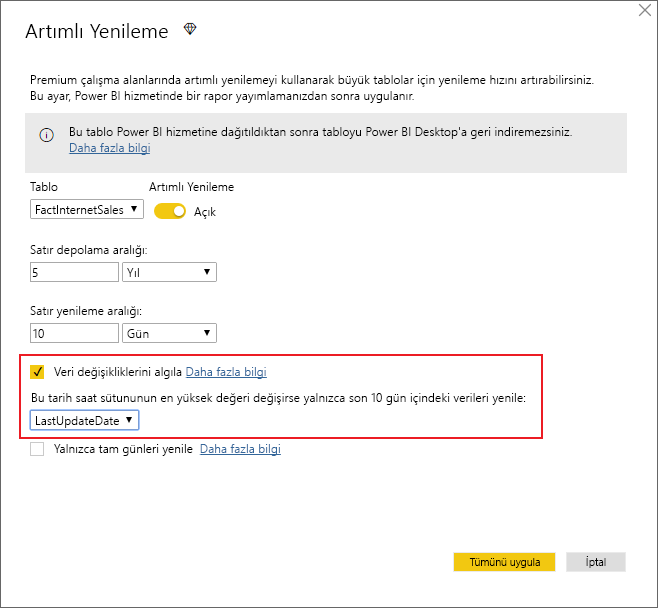 Artımlı Yenileme
Premium çalışma alanlarında artımlı yenilemeyi kullanarak büyük tablolar için yenileme hızını artırabilirsiniz.
Bu ayar, Power BI hizmetinde bir rapor yayımlamanızdan sonra uygulanır.
Bu tablo Power BI hizmetine dağıtıldıktan sonra tabloyu Power BI Desktop'a geri indiremezsiniz.
Daha fazla bilgi
Tablo Artımlı Yenileme
FactInternetSales Açık
Satır depolama aralığı:
5 Yıl
Satır yenileme aralığı:
10 Gün
Veri değişikliklerini algıla Daha fazla bilgi
Bu tarih saat sütununun en yüksek değeri değişirse yalnızca son 10 gün içindeki verileri yenile:
LastUpdateDate
Yalnızca tam günleri yenile Daha fazla bilgi
Tümünü uygula İptal